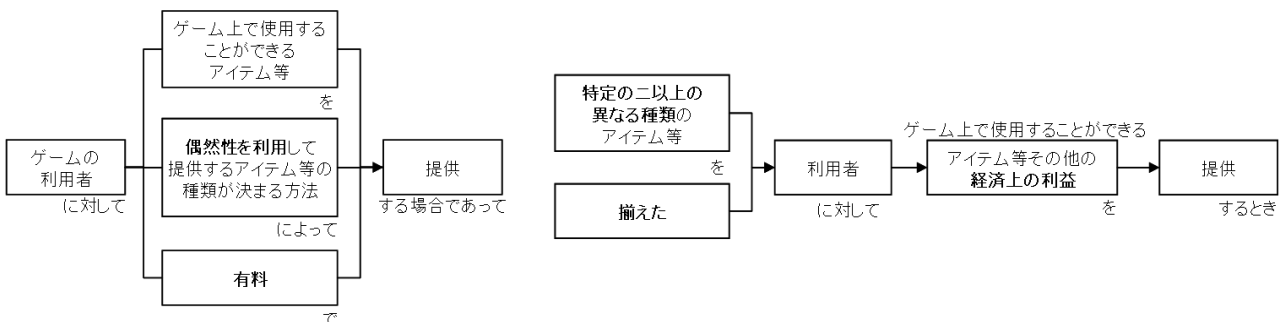 ゲームの
利用者
に対して
ゲーム上で使用する
ことができる
アイテム等
を
偶然性を利用して
提供するアイテム等の
種類が決まる方法
によって
有料
で
提供
する場合であって
特定の二以上の
異なる種類の
アイテム等
を
揃えた
利用者
に対して
ゲーム上で使用することができる
アイテム等その他の
経済上の利益
を
提供
するとき